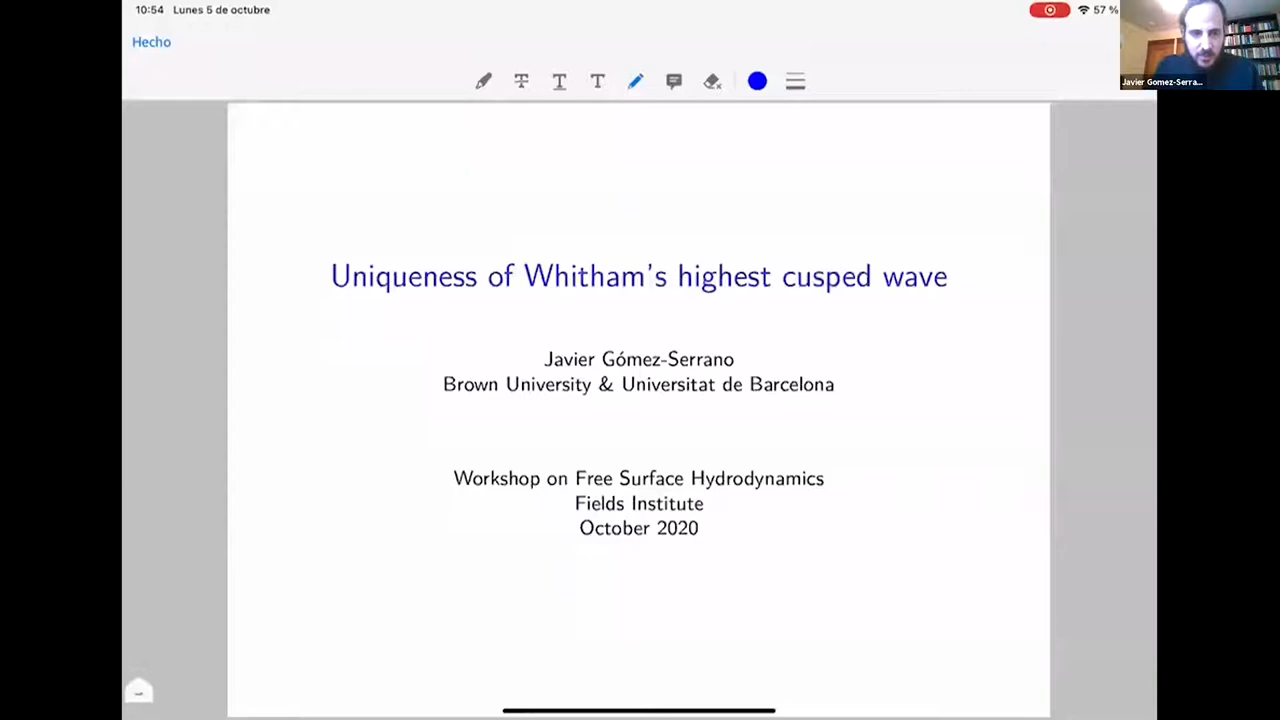 10:54 Lunes 5 de octubre
57 %
Hecho
T T T
Javier Gomez-Serra...
Uniqueness of Whitham's highest cusped wave
Javier Gómez-Serrano
Brown University & Universitat de Barcelona
Workshop on Free Surface Hydrodynamics
Fields Institute
October 2020